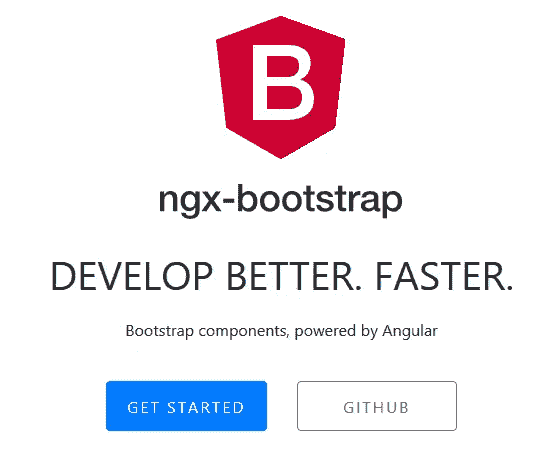 B
ngx-bootstrap
DEVELOP BETTER. FASTER.
Bootstrap components, powered by Angular
GET STARTED
GITHUB